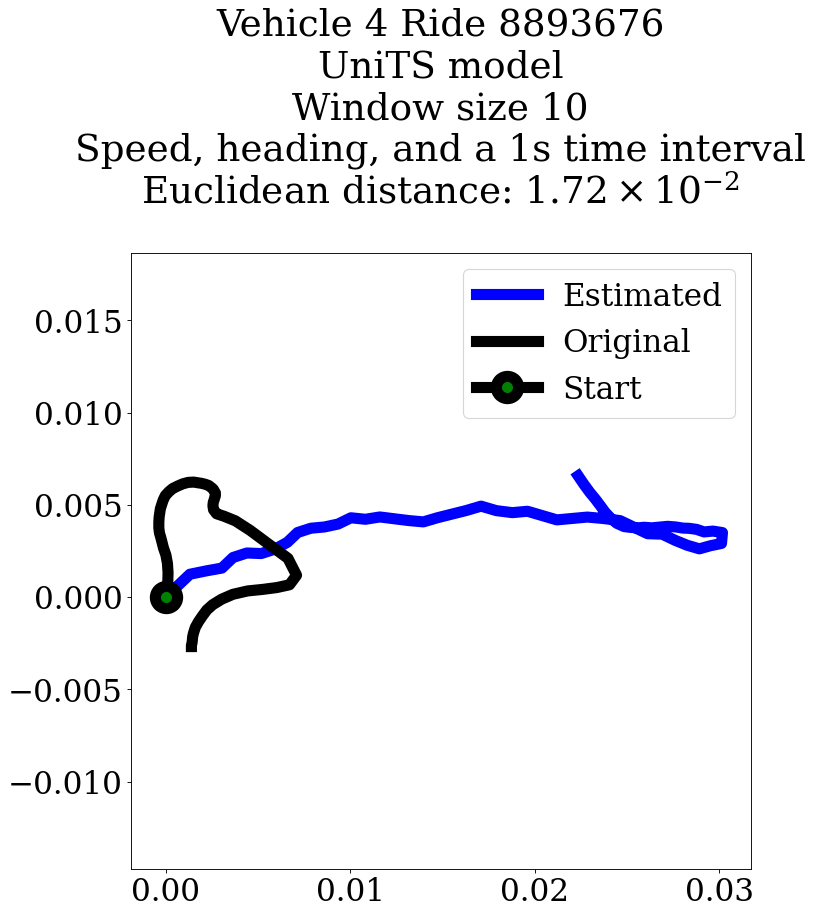 Vehicle 4 Ride 8893676
UniTS model
Window size 10
Speed, heading, and a 1s time interval
Euclidean distance: 1.72 × 10⁻²
Estimated
Original
Start
0.015
0.010
0.005
0.000
−0.005
−0.010
0.00 0.01 0.02 0.03